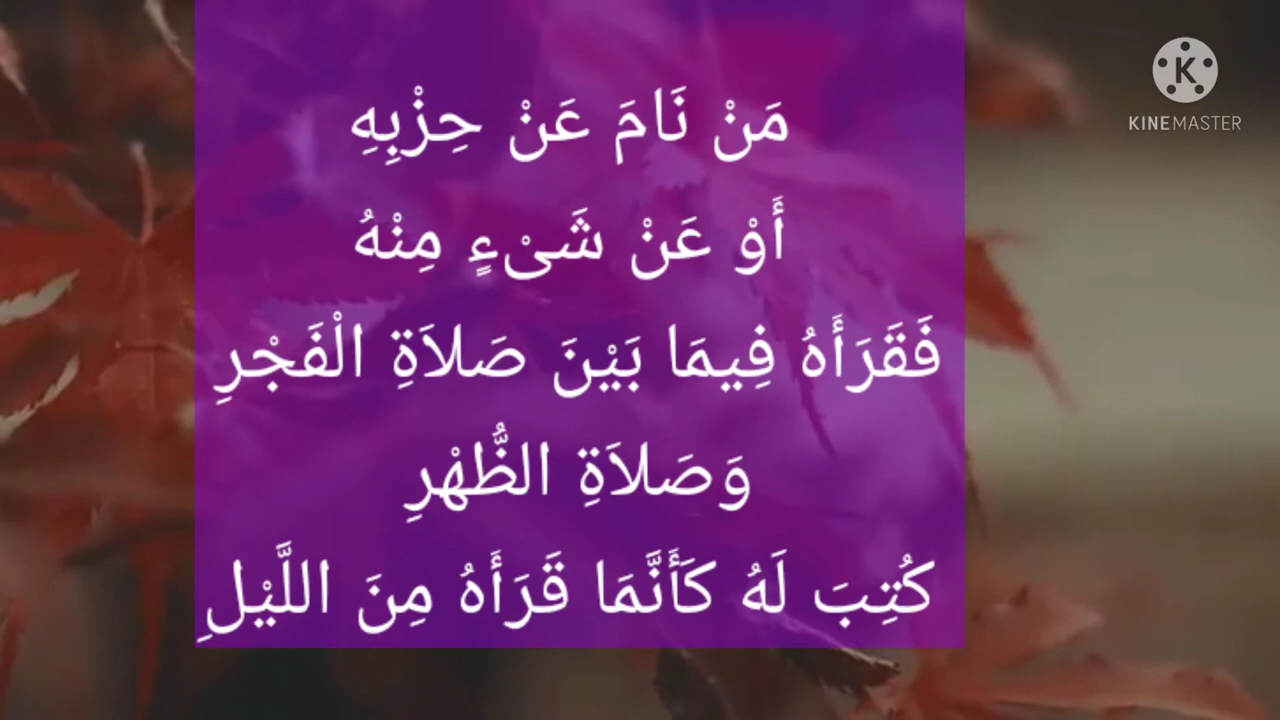 مَنْ نَامَ عَنْ حِزْبِهِ
أَوْ عَنْ شَىْءٍ مِنْهُ
فَقَرَأَهُ فِيمَا بَيْنَ صَلاَةِ الْفَجْرِ
وَصَلاَةِ الظُّهْرِ
كُتِبَ لَهُ كَأَنَّمَا قَرَأَهُ مِنَ اللَّيْلِ
K
KINEMASTER